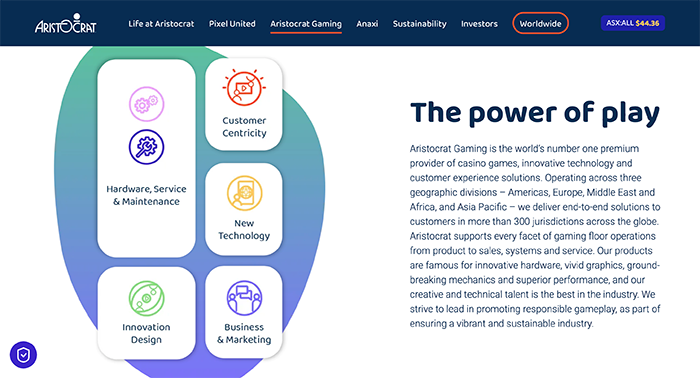 ARISTOCRAT
Life at Aristocrat Pixel United Aristocrat Gaming Anaxi Sustainability Investors Worldwide
ASX:ALL $44.36
Customer
Centricity
Hardware, Service
& Maintenance
New
Technology
Innovation
Design
Business
& Marketing
The power of play
Aristocrat Gaming is the world's number one premium
provider of casino games, innovative technology and
customer experience solutions. Operating across three
geographic divisions – Americas, Europe, Middle East and
Africa, and Asia Pacific – we deliver end-to-end solutions to
customers in more than 300 jurisdictions across the globe.
Aristocrat supports every facet of gaming floor operations
from product to sales, systems and service. Our products
are famous for innovative hardware, vivid graphics, ground-
breaking mechanics and superior performance, and our
creative and technical talent is the best in the industry. We
strive to lead in promoting responsible gameplay, as part of
ensuring a vibrant and sustainable industry.